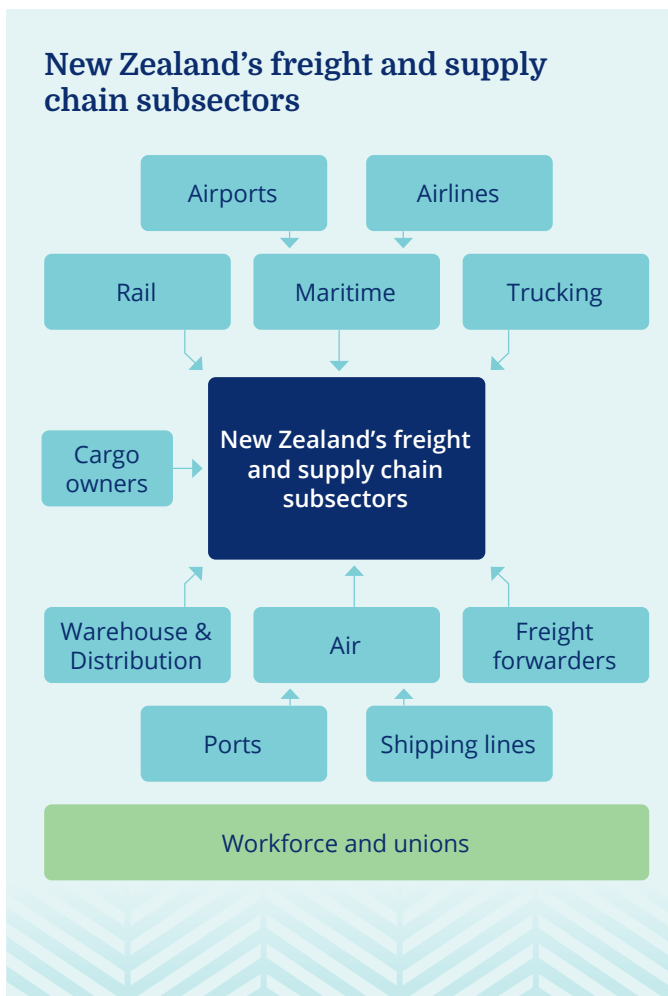 New Zealand's freight and supply
chain subsectors
Airports
Airlines
Rail
Maritime
Trucking
New Zealand's freight
and supply chain
subsectors
Cargo
owners
Warehouse &
Distribution
Air
Freight
forwarders
Ports
Shipping lines
Workforce and unions